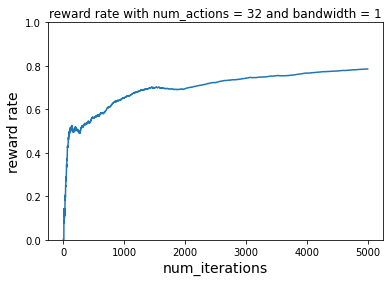 reward rate with num_actions = 32 and bandwidth = 1
1.0
0.8
0.6
0.4
0.2
0.0
reward rate
0 1000 2000 3000 4000 5000
num_iterations